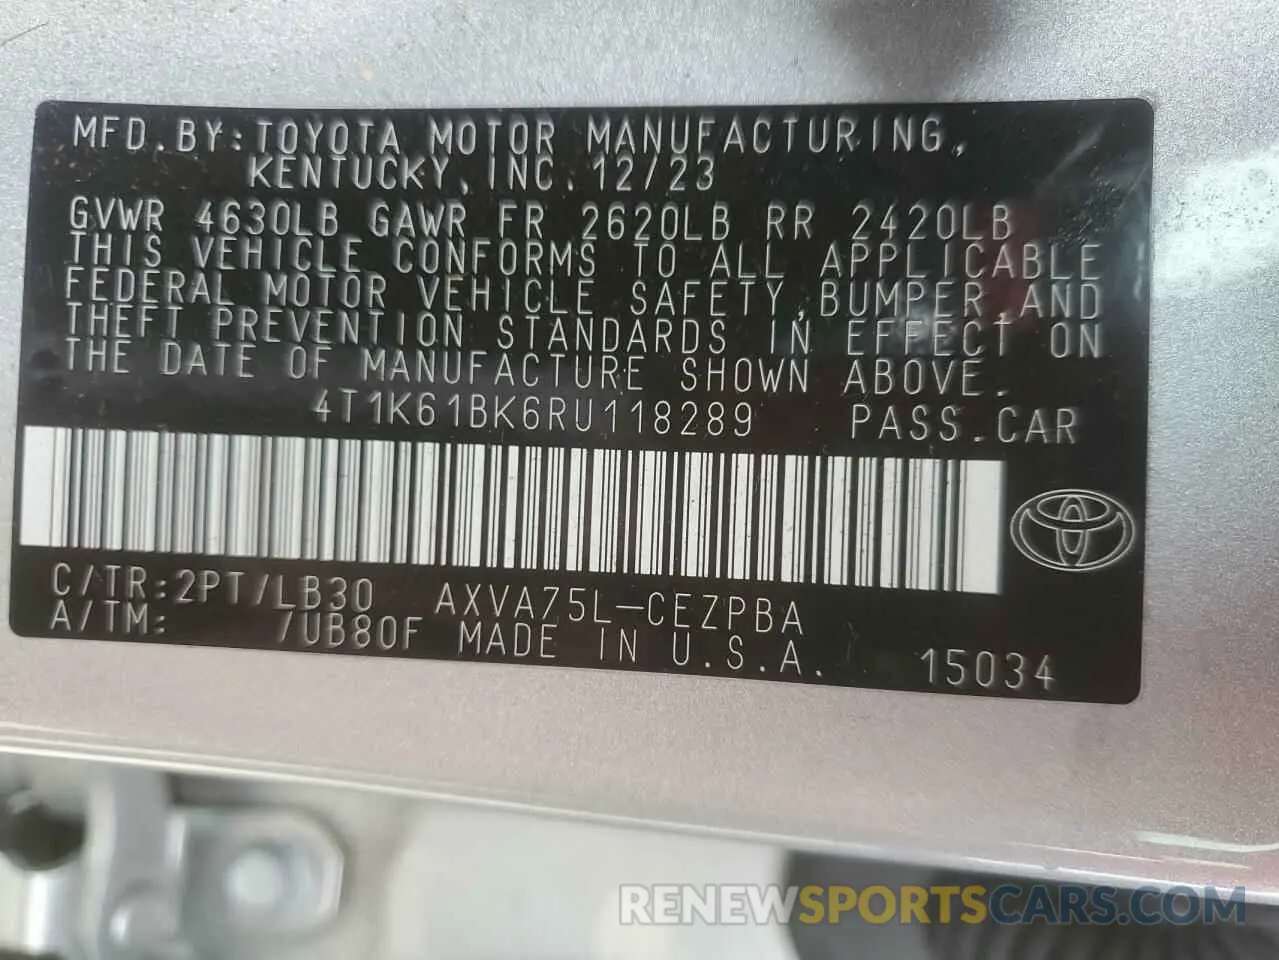 MFD.BY:TOYOTA MOTOR MANUFACTURING,
KENTUCKY,INC.12/23
GVWR 4630LB GAWR FR 2620LB RR 2420LB
THIS VEHICLE CONFORMS TO ALL APPLICABLE
FEDERAL MOTOR VEHICLE SAFETY,BUMPER,AND
THEFT PREVENTION STANDARDS IN EFFECT ON
THE DATE OF MANUFACTURE SHOWN ABOVE.
4T1K61BK6RU118289 PASS.CAR
C/TR:2PT/LB30 AXVA75L-CEZPBA
A/TM: /UB80F MADE IN U.S.A. 15034
RENEWSPORTSCARS.COM